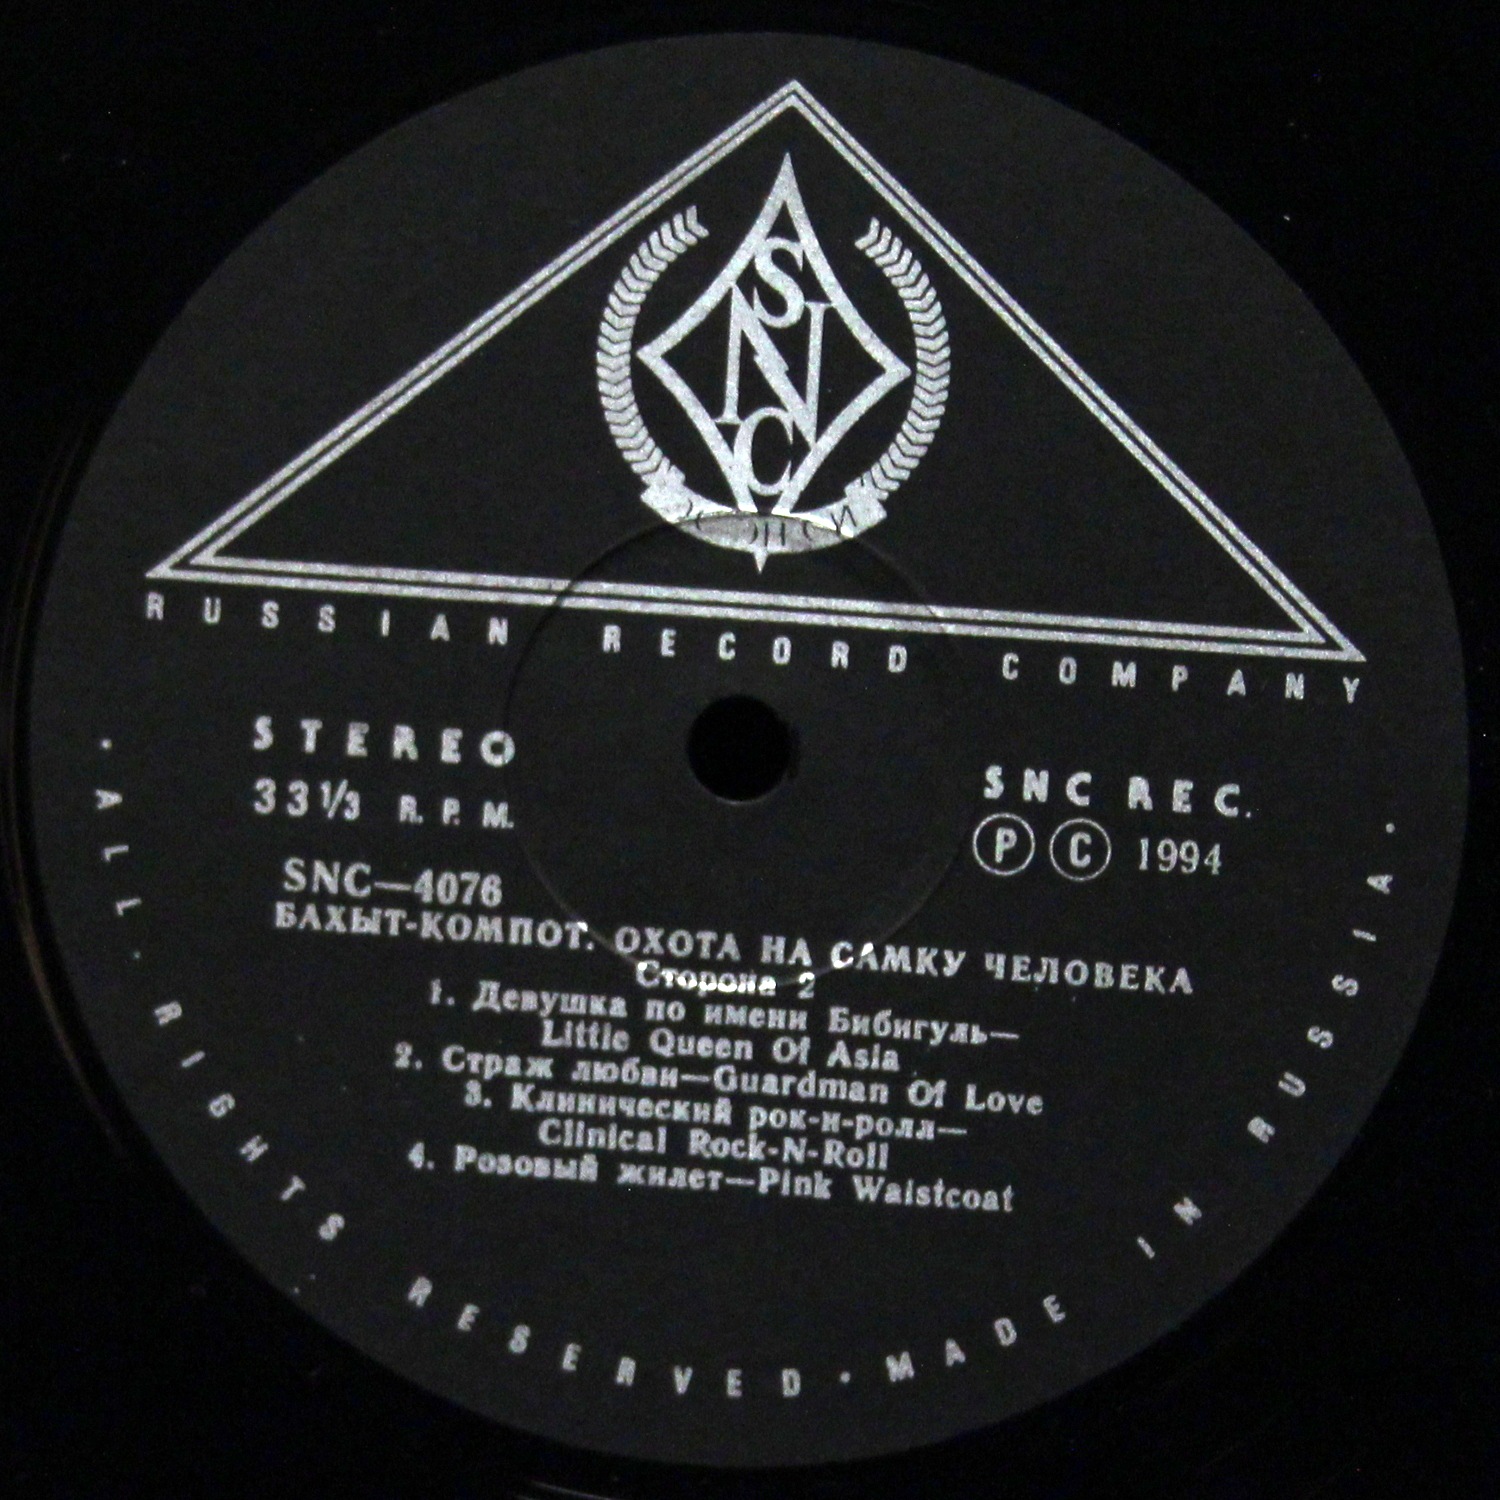 S
N
C
ЭСЭНСИ
RUSSIAN RECORD COMPANY
STEREO
33 1/3 R. P. M.
SNC REC.
Ⓟ Ⓒ 1994
SNC—4076
БАХЫТ-КОМПОТ. ОХОТА НА САМКУ ЧЕЛОВЕКА
Сторона 2
1. Девушка по имени Бибигуль—
Little Queen Of Asia
2. Страж любви—Guardman Of Love
3. Клинический рок-н-ролл—
Clinical Rock-N-Roll
4. Розовый жилет—Pink Waistcoat
· ALL RIGHTS RESERVED · MADE IN RUSSIA ·